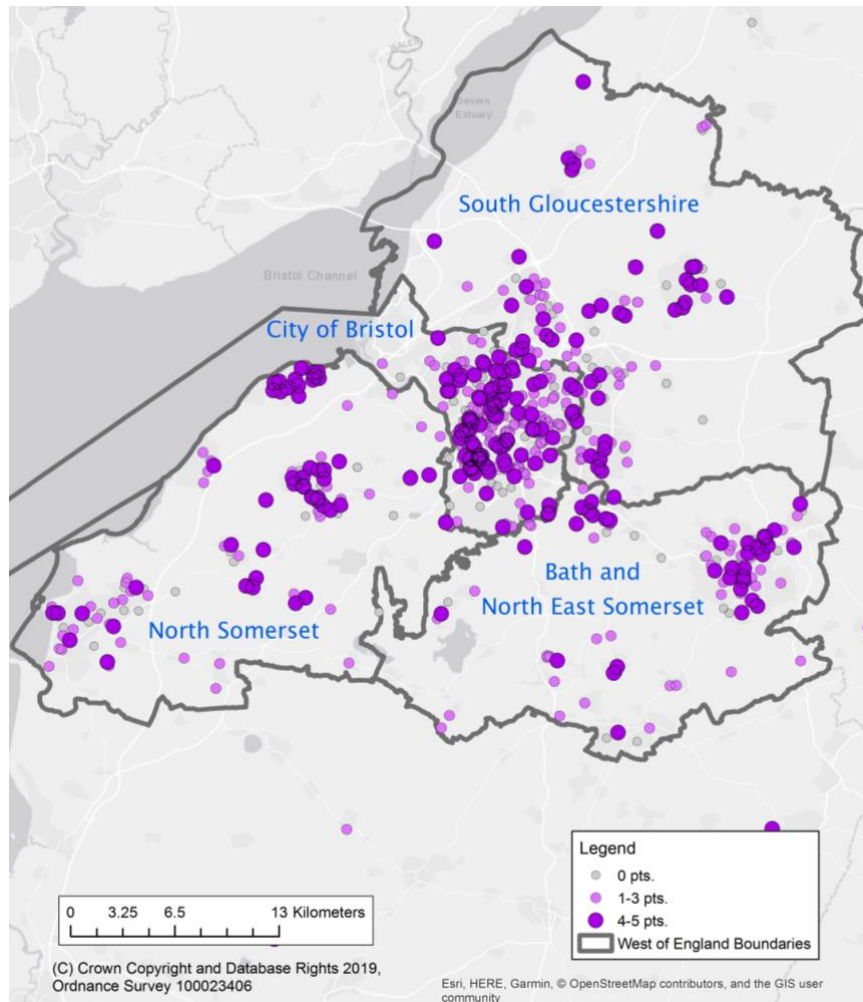 WALES
Severn
Estuary
South Gloucestershire
Bristol Channel
City of Bristol
Bath and
North East Somerset
North Somerset
Legend
0 pts.
1-3 pts.
4-5 pts.
West of England Boundaries
0 3.25 6.5 13 Kilometers
(C) Crown Copyright and Database Rights 2019,
Ordnance Survey 100023406
Esri, HERE, Garmin, © OpenStreetMap contributors, and the GIS user
community